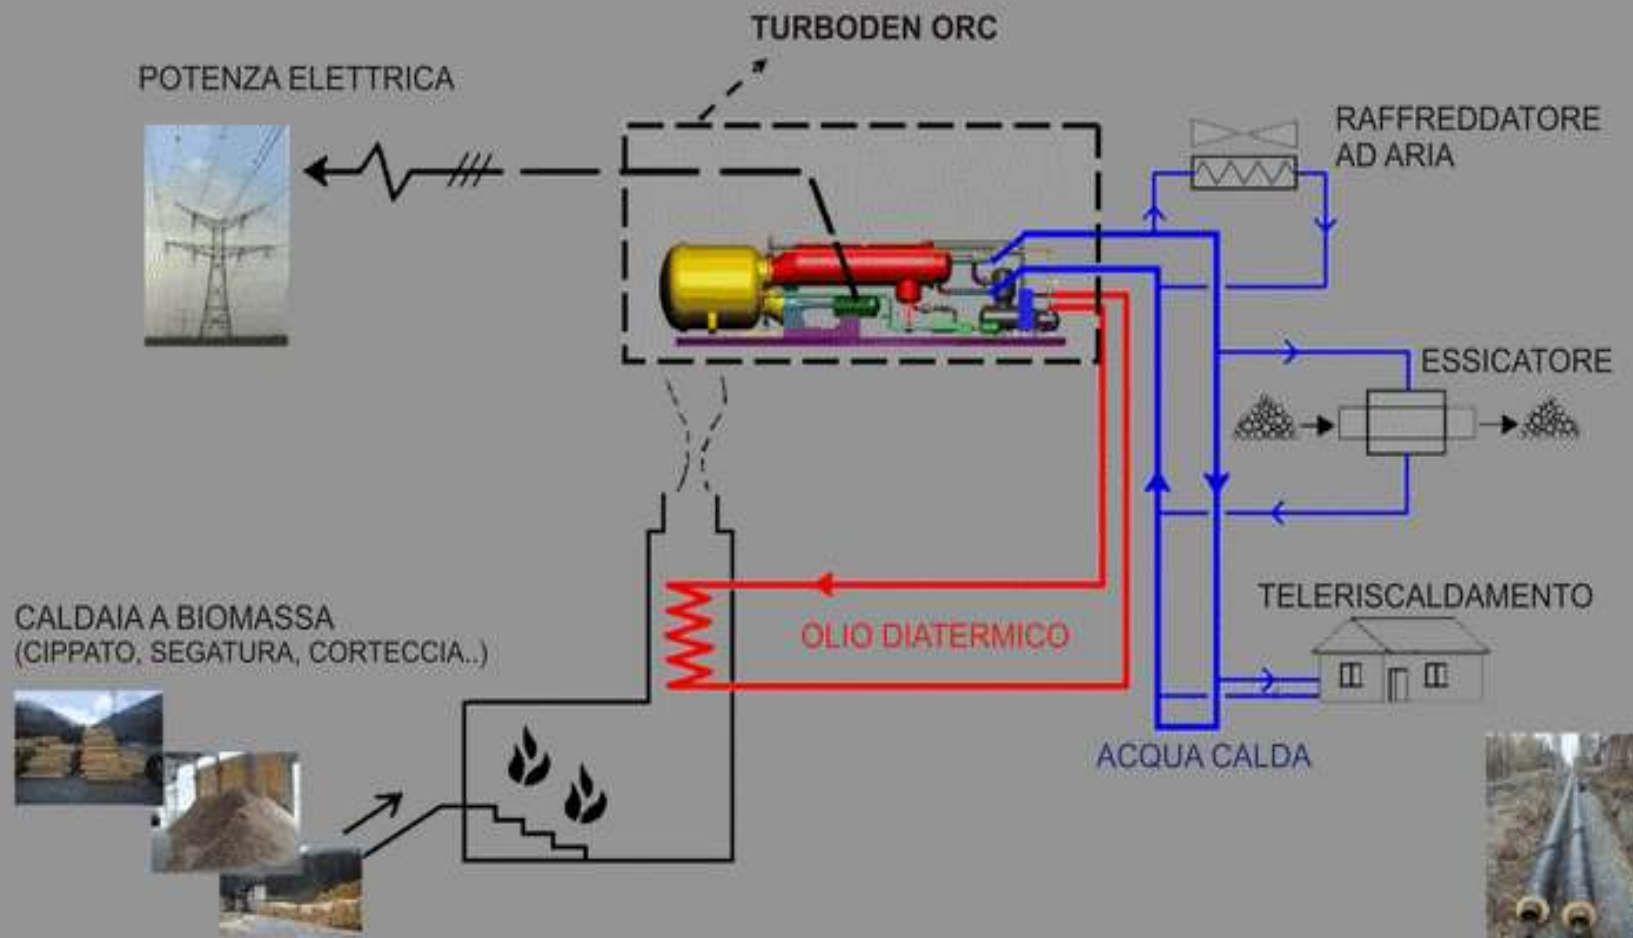 TURBODEN ORC
POTENZA ELETTRICA
RAFFREDDATORE
AD ARIA
ESSICATORE
TELERISCALDAMENTO
CALDAIA A BIOMASSA
(CIPPATO, SEGATURA, CORTECCIA..)
OLIO DIATERMICO
ACQUA CALDA